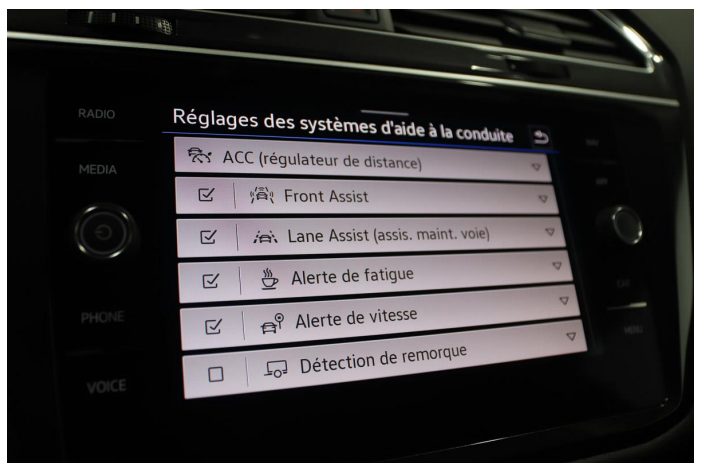 RADIO
MEDIA
PHONE
VOICE
Réglages des systèmes d'aide à la conduite
ACC (régulateur de distance)
Front Assist
Lane Assist (assis. maint. voie)
Alerte de fatigue
Alerte de vitesse
Détection de remorque
MENU